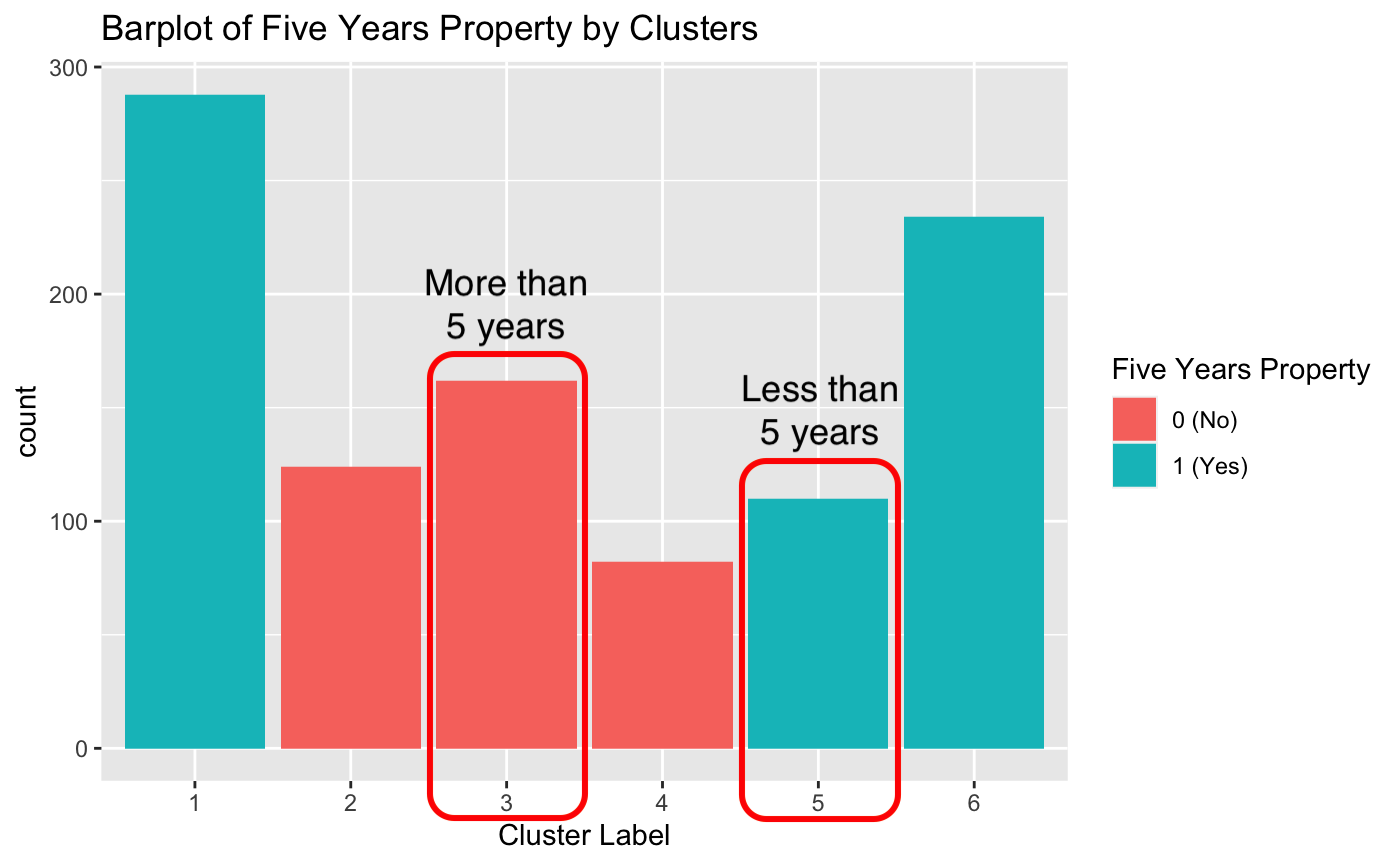 Barplot of Five Years Property by Clusters
300
200
100
0
count
More than
5 years
Less than
5 years
1
2
3
4
5
6
Cluster Label
Five Years Property
0 (No)
1 (Yes)